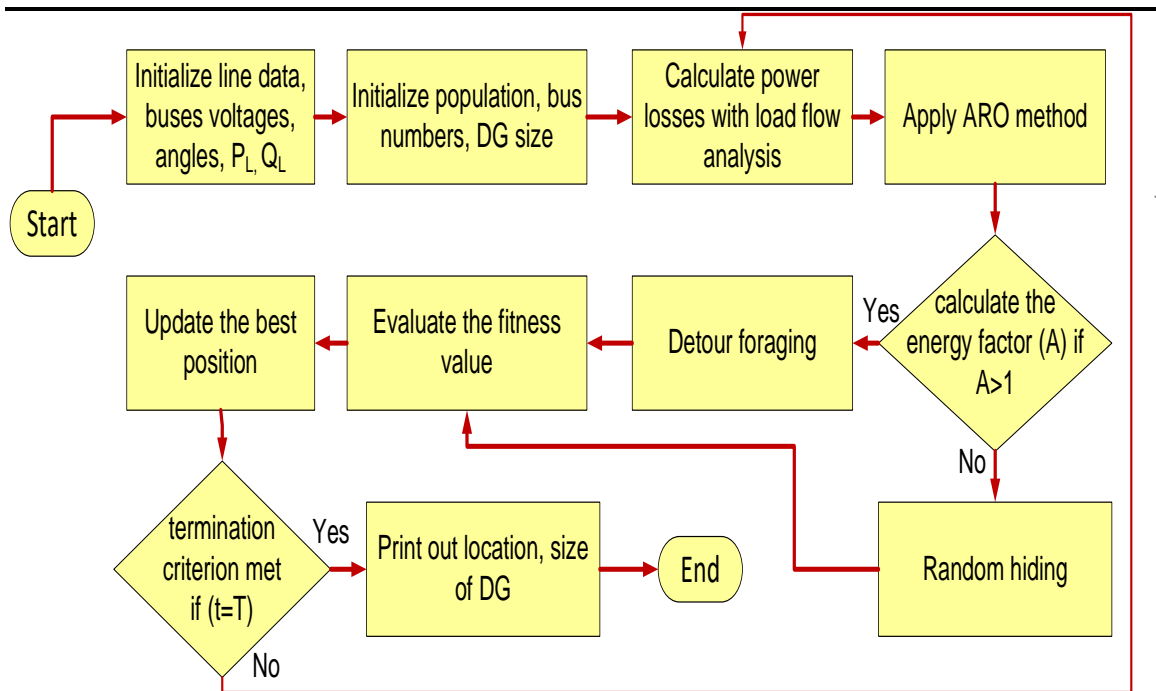 Start
Initialize line data,
buses voltages,
angles, P_L, Q_L
Initialize population, bus
numbers, DG size
Calculate power
losses with load flow
analysis
Apply ARO method
calculate the
energy factor (A) if
A>1
Yes
No
Detour foraging
Random hiding
Evaluate the fitness
value
Update the best
position
termination
criterion met
if (t=T)
Yes
No
Print out location, size
of DG
End